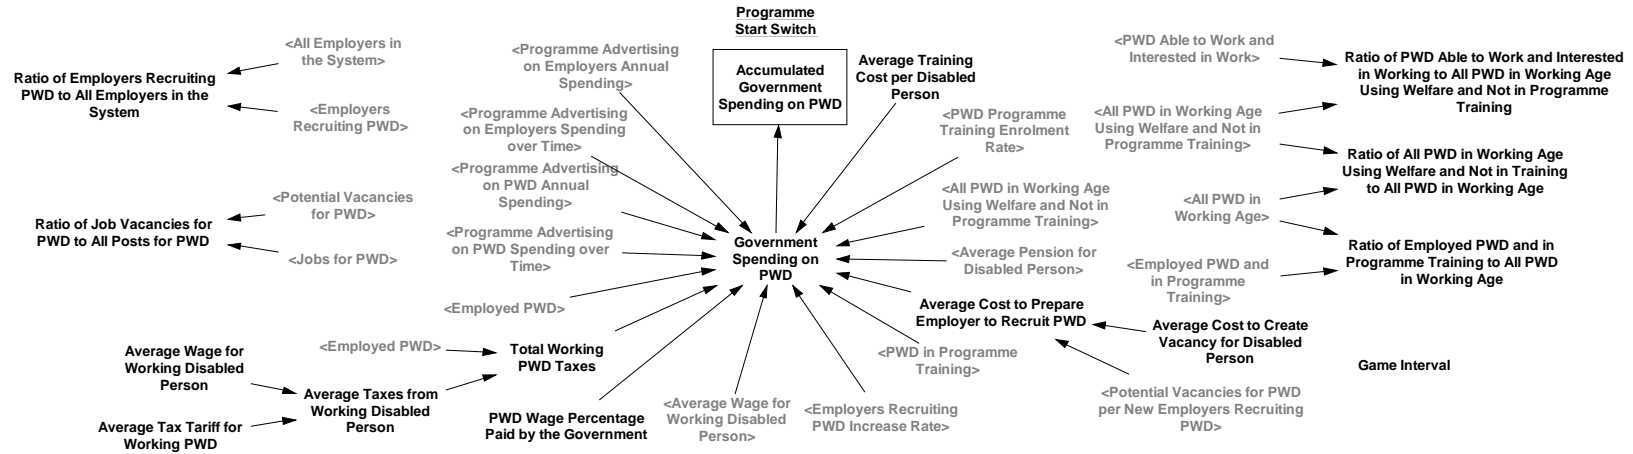 Programme
Start Switch
<All Employers in
the System>
Ratio of Employers Recruiting
PWD to All Employers in the
System
<Employers
Recruiting PWD>
<Potential Vacancies
for PWD>
Ratio of Job Vacancies for
PWD to All Posts for PWD
<Jobs for PWD>
<Programme Advertising
on Employers Annual
Spending>
<Programme Advertising
on Employers Spending
over Time>
<Programme Advertising
on PWD Annual
Spending>
<Programme Advertising
on PWD Spending over
Time>
<Employed PWD>
Accumulated
Government
Spending on PWD
Average Training
Cost per Disabled
Person
<PWD Programme
Training Enrolment
Rate>
<All PWD in Working Age
Using Welfare and Not in
Programme Training>
Government
Spending on
PWD
<Average Pension for
Disabled Person>
Average Cost to Prepare
Employer to Recruit PWD
Average Cost to Create
Vacancy for Disabled
Person
<Potential Vacancies for PWD
per New Employers Recruiting
PWD>
<PWD in Programme
Training>
<Employers Recruiting
PWD Increase Rate>
<Average Wage for
Working Disabled
Person>
PWD Wage Percentage
Paid by the Government
<Employed PWD>
Total Working
PWD Taxes
Average Wage for
Working Disabled
Person
Average Taxes from
Working Disabled
Person
Average Tax Tariff for
Working PWD
<PWD Able to Work and
Interested in Work>
Ratio of PWD Able to Work and Interested
in Working to All PWD in Working Age
Using Welfare and Not in Programme
Training
<All PWD in Working Age
Using Welfare and Not in
Programme Training>
Ratio of All PWD in Working Age
Using Welfare and Not in Training
to All PWD in Working Age
<All PWD in
Working Age>
Ratio of Employed PWD and in
Programme Training to All PWD
in Working Age
<Employed PWD and
in Programme
Training>
Game Interval